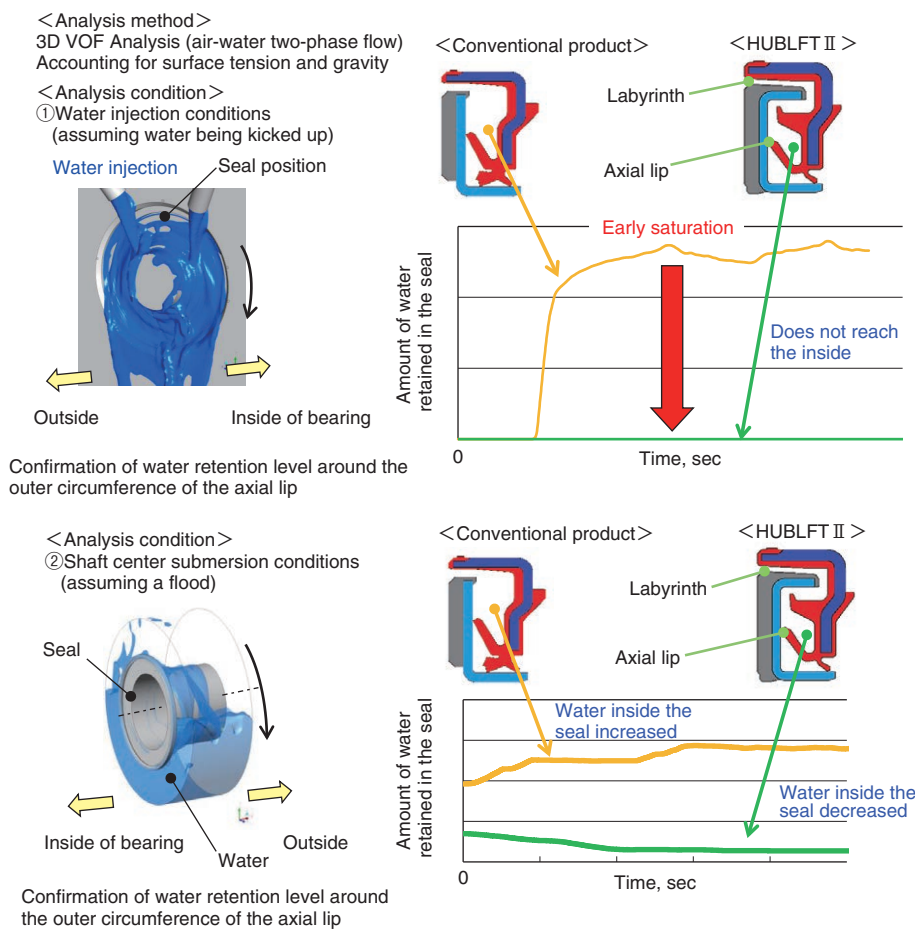 ＜Analysis method＞
3D VOF Analysis (air-water two-phase flow)
Accounting for surface tension and gravity
＜Analysis condition＞
①Water injection conditions
(assuming water being kicked up)
Water injection
Seal position
Outside
Inside of bearing
Confirmation of water retention level around the
outer circumference of the axial lip
＜Conventional product＞
＜HUBLFTⅡ＞
Labyrinth
Axial lip
Early saturation
Does not reach
the inside
Amount of water
retained in the seal
0
Time, sec
＜Analysis condition＞
②Shaft center submersion conditions
(assuming a flood)
Seal
Inside of bearing
Outside
Water
Confirmation of water retention level around
the outer circumference of the axial lip
＜Conventional product＞
＜HUBLFTⅡ＞
Labyrinth
Axial lip
Water inside the
seal increased
Water inside the
seal decreased
Amount of water
retained in the seal
0
Time, sec